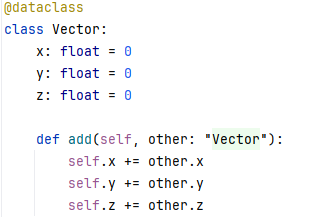 @dataclass
class Vector:
    x: float = 0
    y: float = 0
    z: float = 0

    def add(self, other: "Vector"):
        self.x += other.x
        self.y += other.y
        self.z += other.z